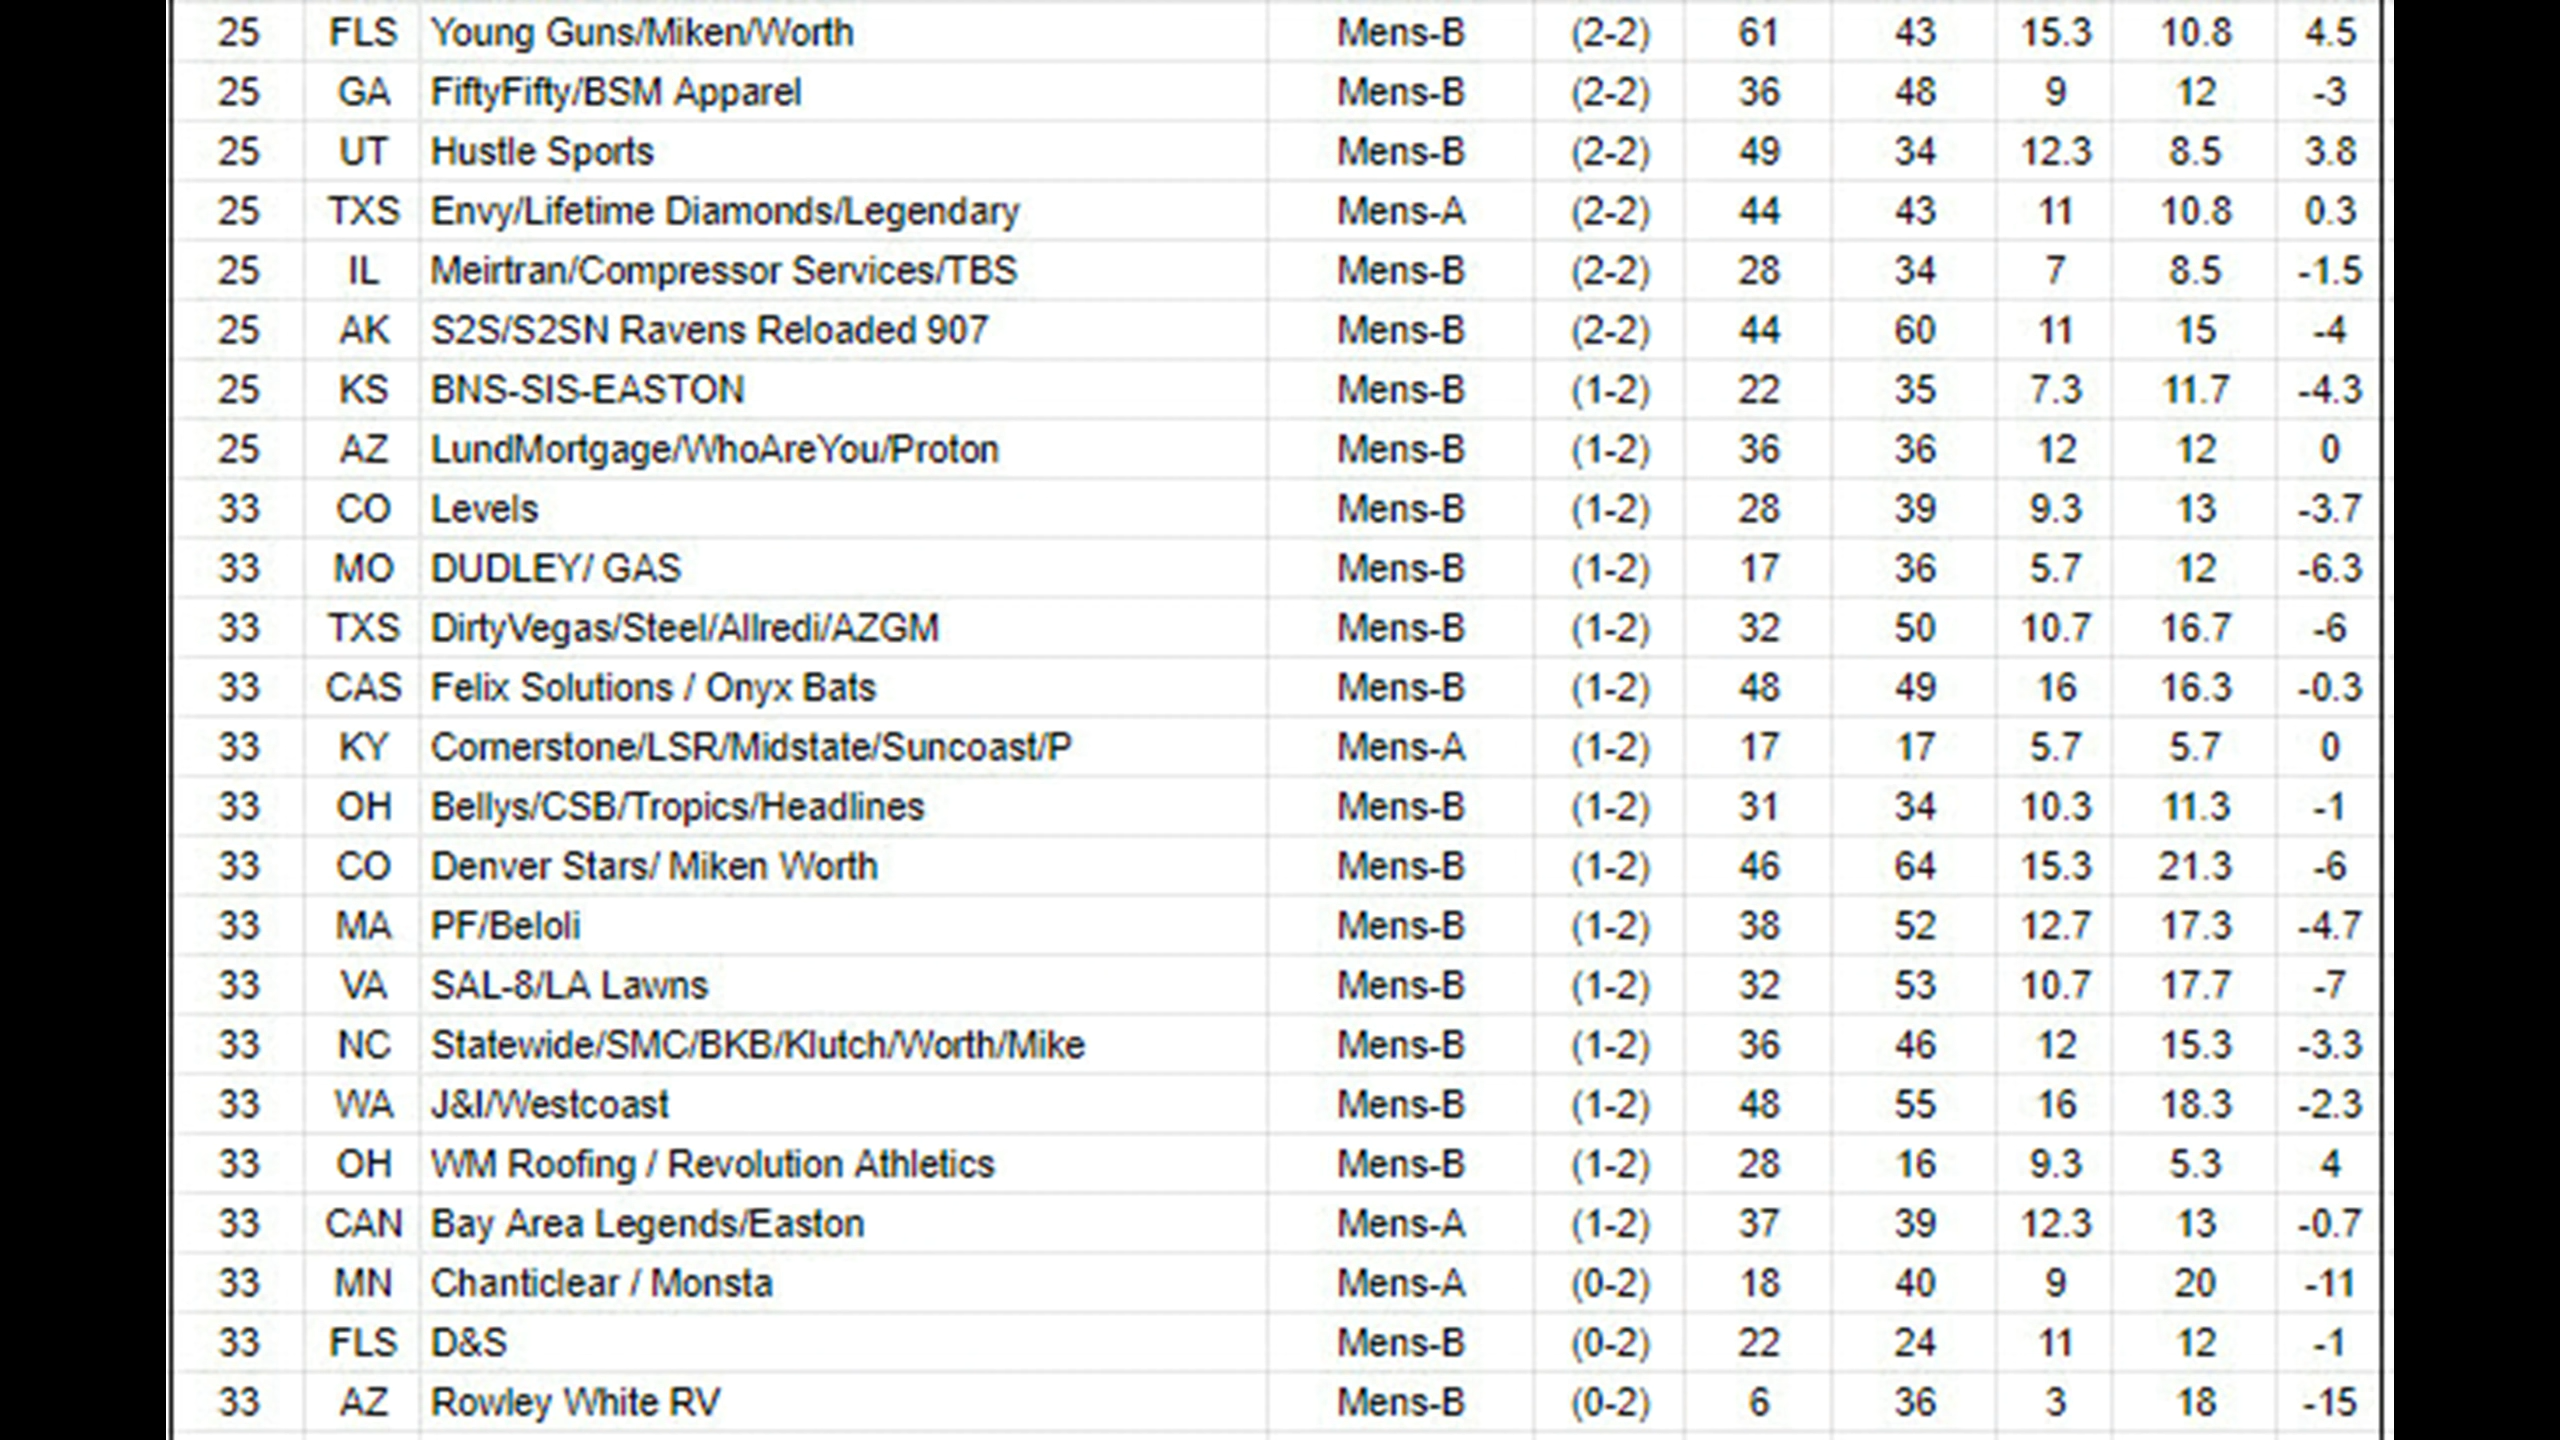 25 FLS Young Guns/Miken/Worth Mens-B (2-2) 61 43 15.3 10.8 4.5
25 GA FiftyFifty/BSM Apparel Mens-B (2-2) 36 48 9 12 -3
25 UT Hustle Sports Mens-B (2-2) 49 34 12.3 8.5 3.8
25 TXS Envy/Lifetime Diamonds/Legendary Mens-A (2-2) 44 43 11 10.8 0.3
25 IL Meirtran/Compressor Services/TBS Mens-B (2-2) 28 34 7 8.5 -1.5
25 AK S2S/S2SN Ravens Reloaded 907 Mens-B (2-2) 44 60 11 15 -4
25 KS BNS-SIS-EASTON Mens-B (1-2) 22 35 7.3 11.7 -4.3
25 AZ LundMortgage/WhoAreYou/Proton Mens-B (1-2) 36 36 12 12 0
33 CO Levels Mens-B (1-2) 28 39 9.3 13 -3.7
33 MO DUDLEY/ GAS Mens-B (1-2) 17 36 5.7 12 -6.3
33 TXS DirtyVegas/Steel/Allredi/AZGM Mens-B (1-2) 32 50 10.7 16.7 -6
33 CAS Felix Solutions / Onyx Bats Mens-B (1-2) 48 49 16 16.3 -0.3
33 KY Cornerstone/LSR/Midstate/Suncoast/P Mens-A (1-2) 17 17 5.7 5.7 0
33 OH Bellys/CSB/Tropics/Headlines Mens-B (1-2) 31 34 10.3 11.3 -1
33 CO Denver Stars/ Miken Worth Mens-B (1-2) 46 64 15.3 21.3 -6
33 MA PF/Beloli Mens-B (1-2) 38 52 12.7 17.3 -4.7
33 VA SAL-8/LA Lawns Mens-B (1-2) 32 53 10.7 17.7 -7
33 NC Statewide/SMC/BKB/Klutch/Worth/Mike Mens-B (1-2) 36 46 12 15.3 -3.3
33 WA J&I/Westcoast Mens-B (1-2) 48 55 16 18.3 -2.3
33 OH WM Roofing / Revolution Athletics Mens-B (1-2) 28 16 9.3 5.3 4
33 CAN Bay Area Legends/Easton Mens-A (1-2) 37 39 12.3 13 -0.7
33 MN Chanticlear / Monsta Mens-A (0-2) 18 40 9 20 -11
33 FLS D&S Mens-B (0-2) 22 24 11 12 -1
33 AZ Rowley White RV Mens-B (0-2) 6 36 3 18 -15